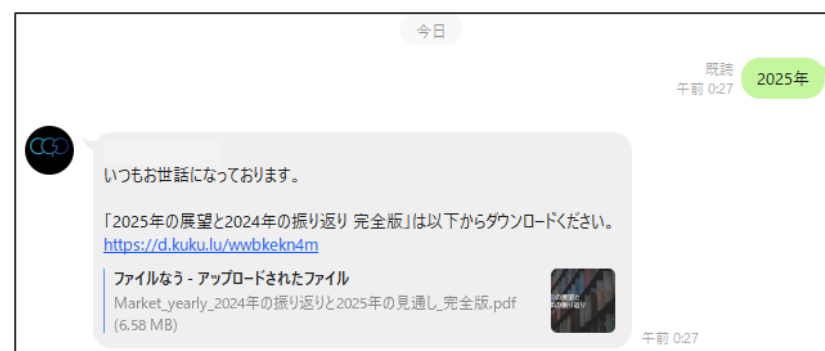 今日
既読
午前 0:27
2025年
いつもお世話になっております。
「2025年の展望と2024年の振り返り 完全版」は以下からダウンロードください。
https://d.kuku.lu/wwbkekn4m
ファイルなう - アップロードされたファイル
Market_yearly_2024年の振り返りと2025年の見通し_完全版.pdf
(6.58 MB)
午前 0:27